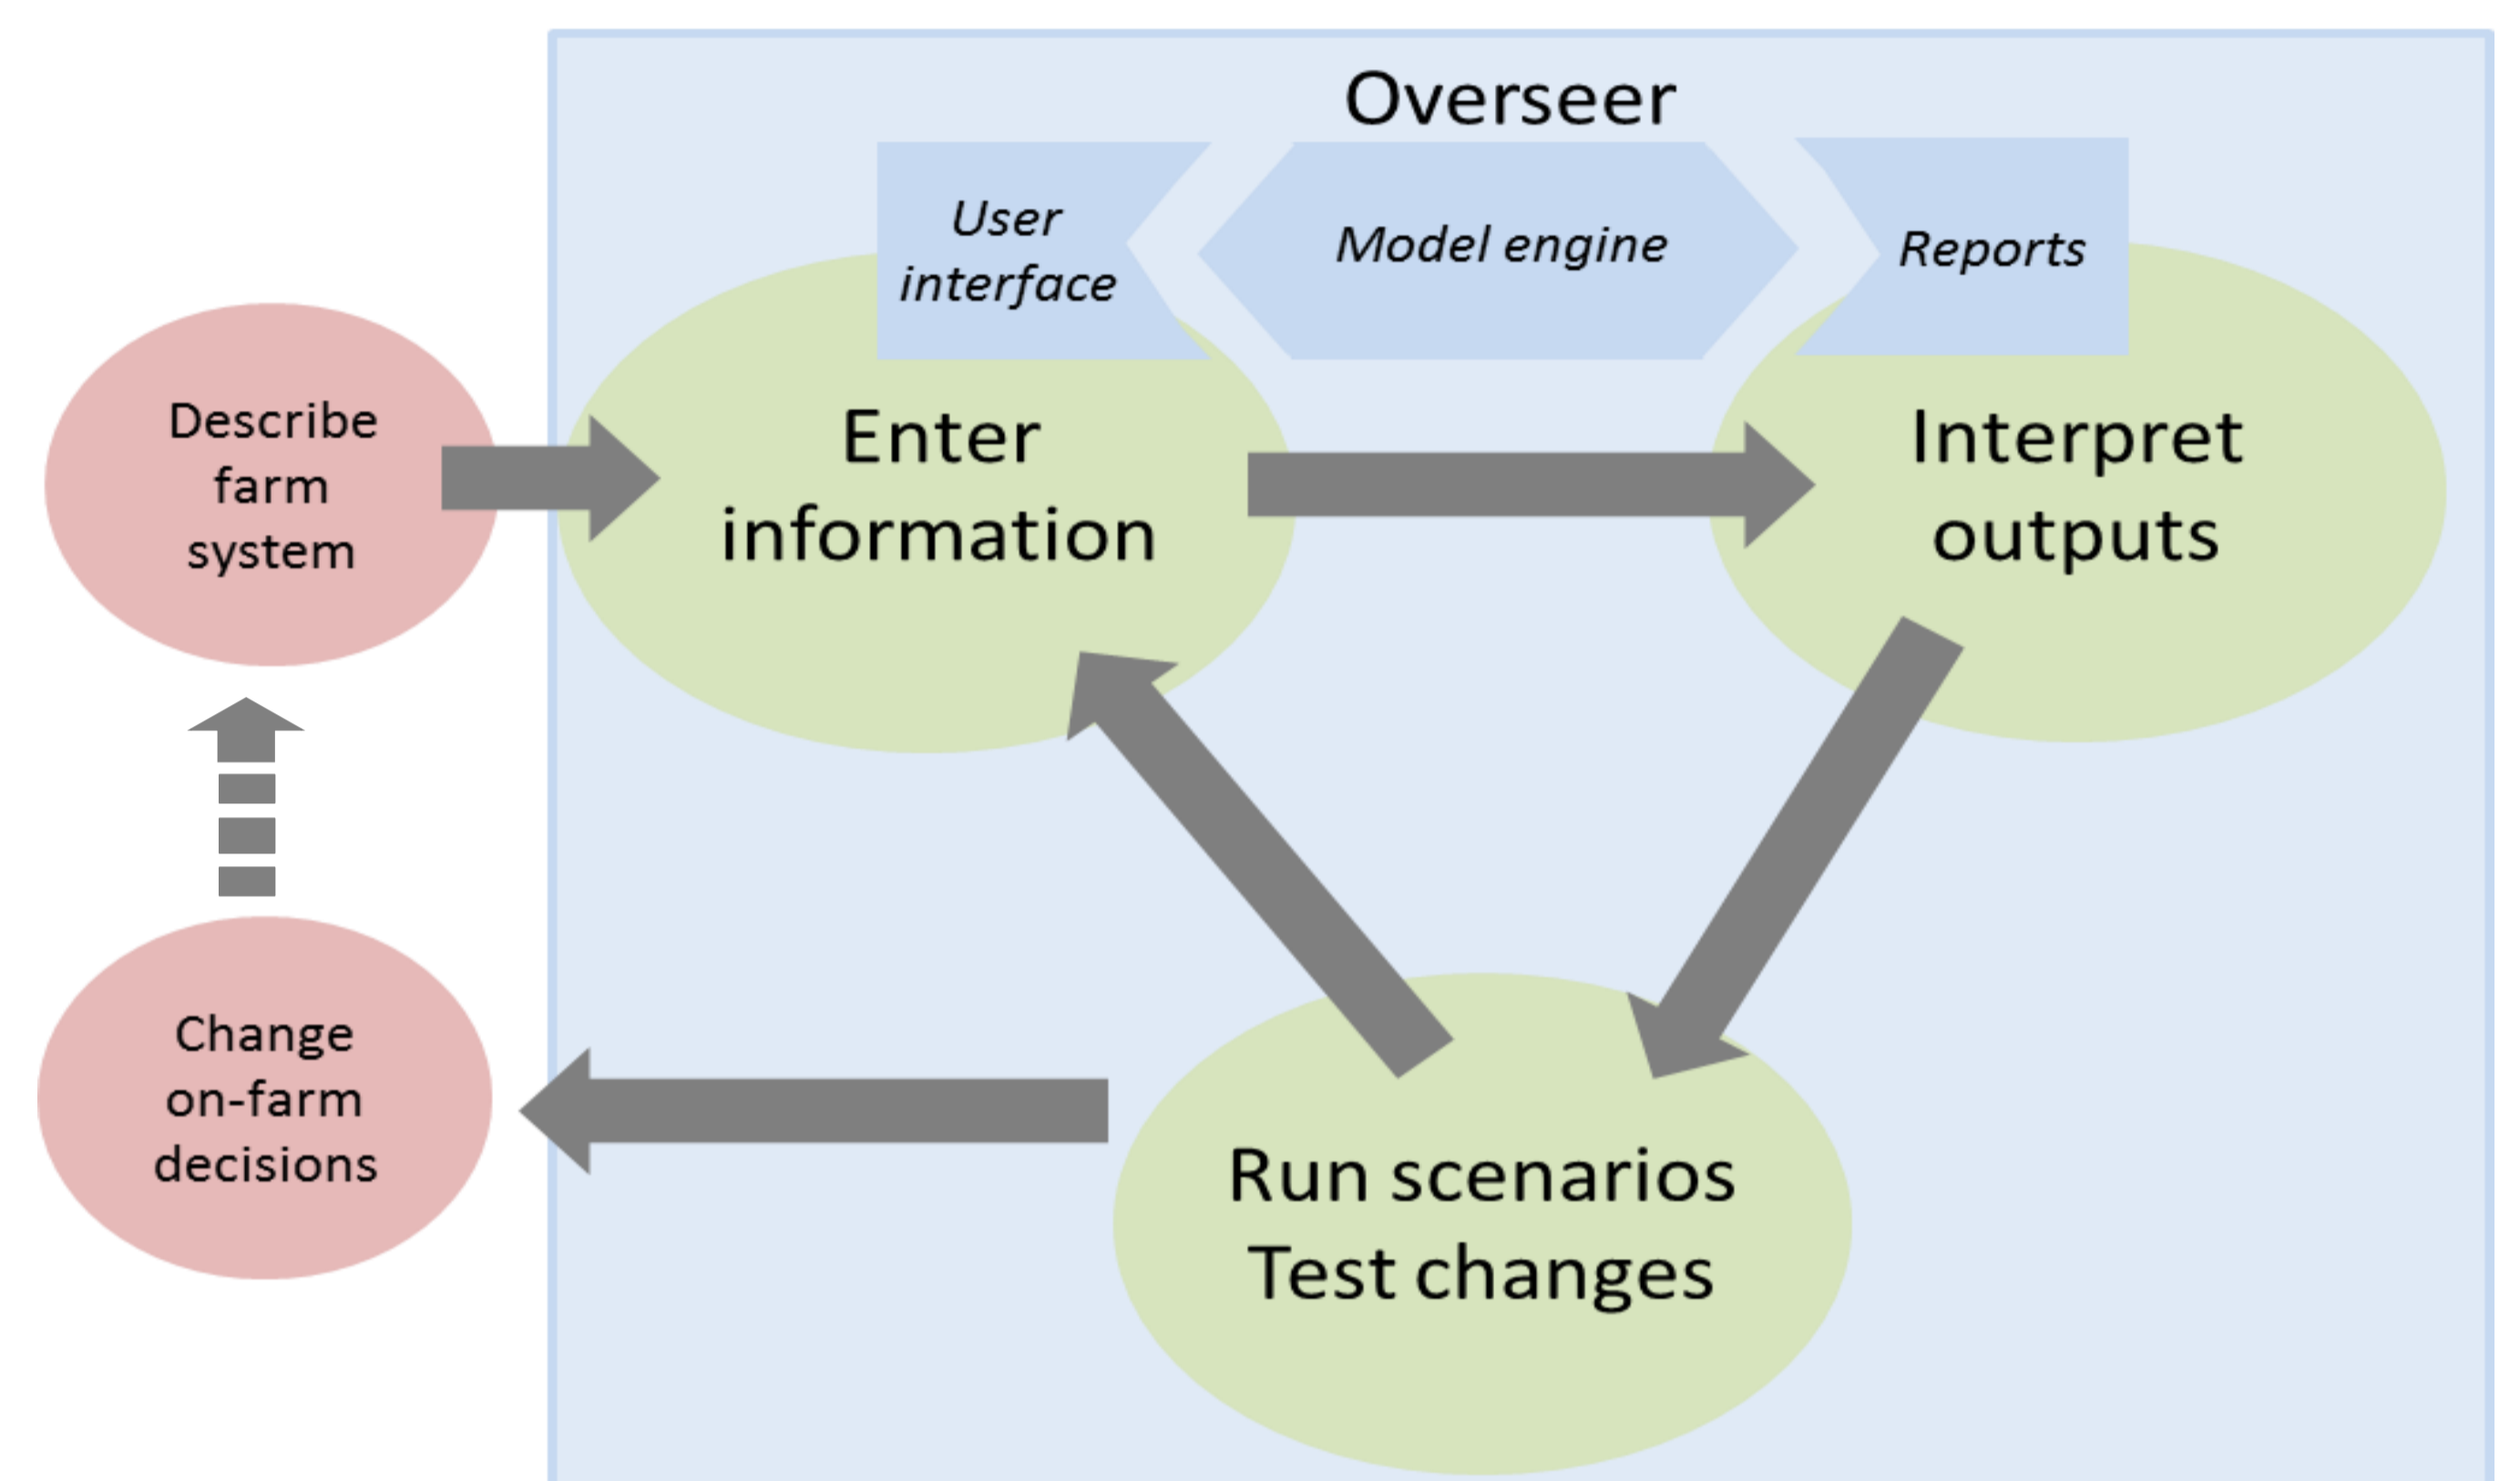 Overseer
User
interface
Model engine
Reports
Describe
farm
system
Enter
information
Interpret
outputs
Change
on-farm
decisions
Run scenarios
Test changes